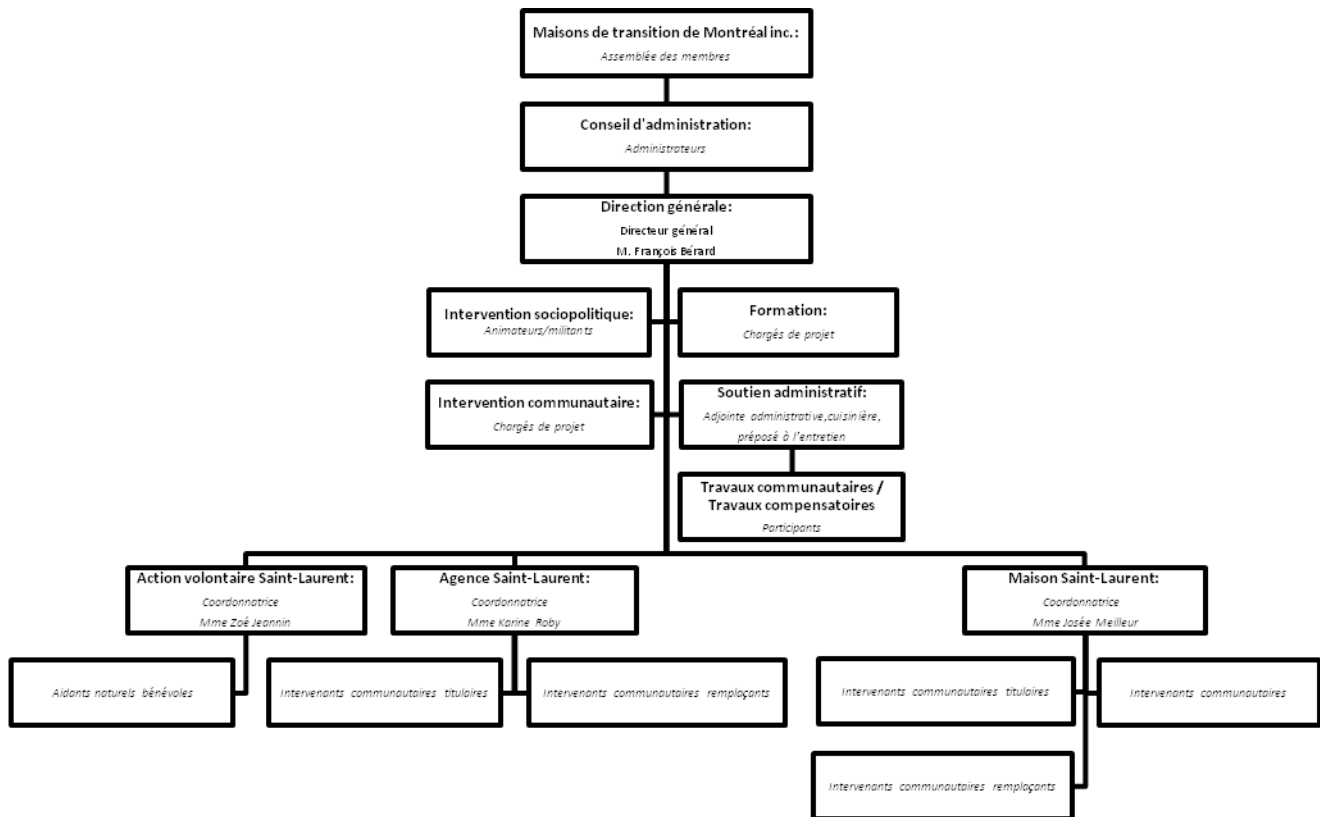 Maisons de transition de Montréal inc.:
Assemblée des membres
Conseil d'administration:
Administrateurs
Direction générale:
Directeur général
M. François Bérard
Intervention sociopolitique:
Animateurs/militants
Formation:
Chargés de projet
Intervention communautaire:
Chargés de projet
Soutien administratif:
Adjointe administrative,cuisinière,
préposé à l'entretien
Travaux communautaires /
Travaux compensatoires
Participants
Action volontaire Saint-Laurent:
Coordonnatrice
Mme Zoé Jeannin
Agence Saint-Laurent:
Coordonnatrice
Mme Karine Roby
Maison Saint-Laurent:
Coordonnatrice
Mme Josée Meilleur
Aidants naturels bénévoles
Intervenants communautaires titulaires
Intervenants communautaires remplaçants
Intervenants communautaires titulaires
Intervenants communautaires
Intervenants communautaires remplaçants